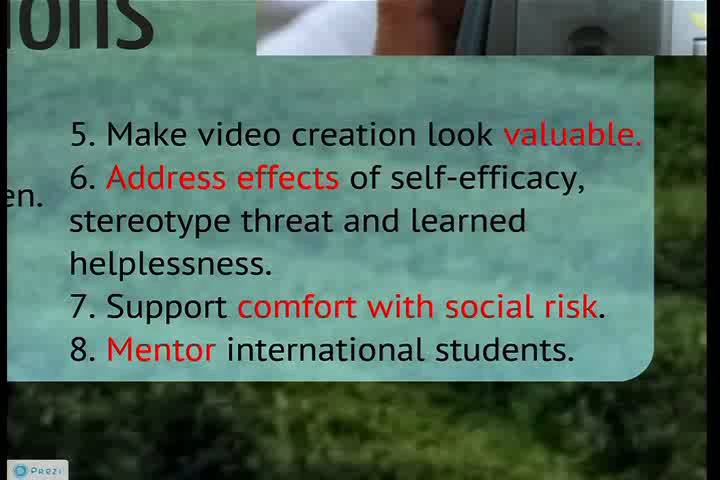 ions
en.
5. Make video creation look valuable.
6. Address effects of self-efficacy,
stereotype threat and learned
helplessness.
7. Support comfort with social risk.
8. Mentor international students.
Prezi